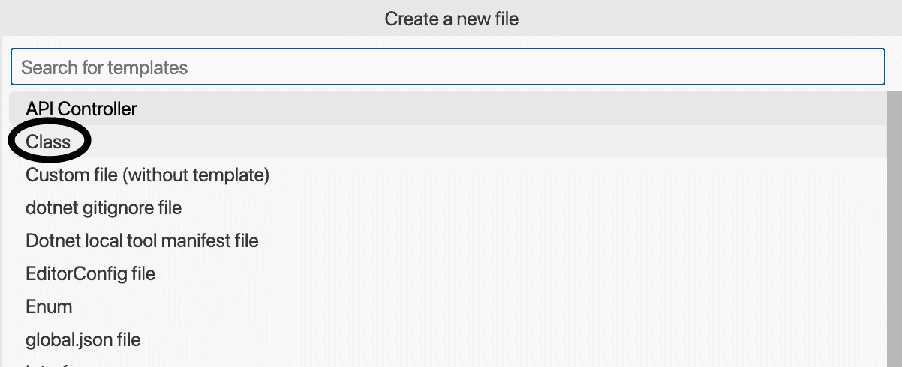 Create a new file
Search for templates
API Controller
Class
Custom file (without template)
dotnet gitignore file
Dotnet local tool manifest file
EditorConfig file
Enum
global.json file